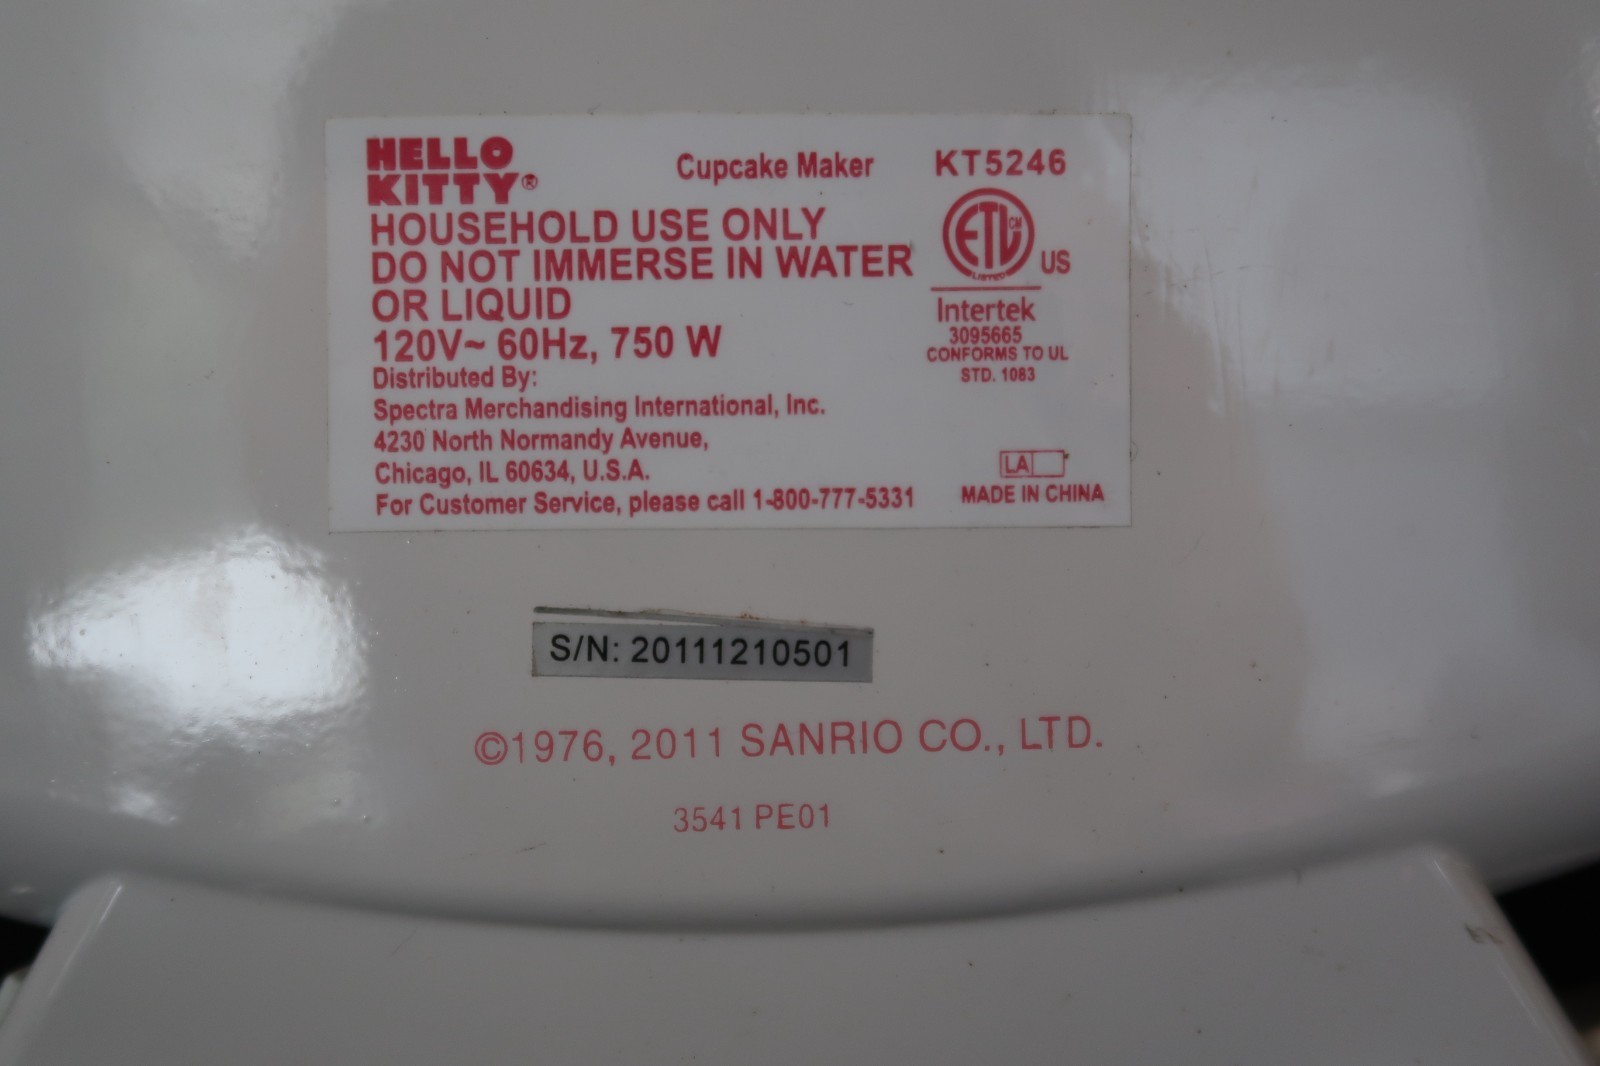 HELLO
KITTY®
Cupcake Maker
KT5246
HOUSEHOLD USE ONLY
DO NOT IMMERSE IN WATER
OR LIQUID
120V~ 60Hz, 750 W
Distributed By:
Spectra Merchandising International, Inc.
4230 North Normandy Avenue,
Chicago, IL 60634, U.S.A.
For Customer Service, please call 1-800-777-5331
ETL CM
LISTED
US
Intertek
3095665
CONFORMS TO UL
STD. 1083
LA
MADE IN CHINA
S/N: 20111210501
©1976, 2011 SANRIO CO., LTD.
3541 PE01